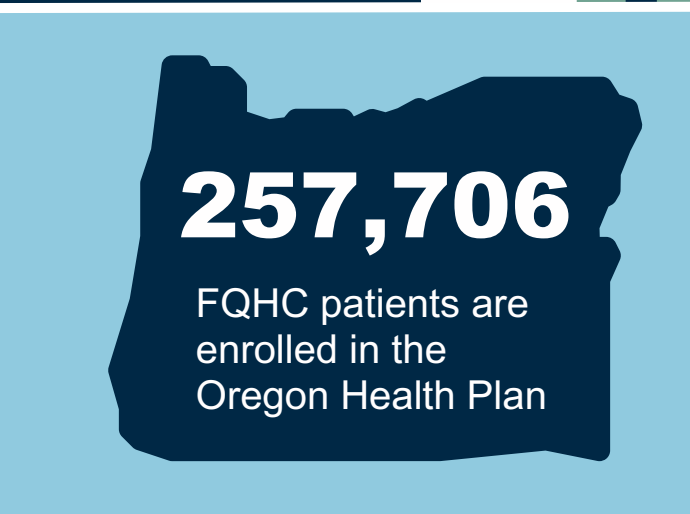 257,706
FQHC patients are
enrolled in the
Oregon Health Plan